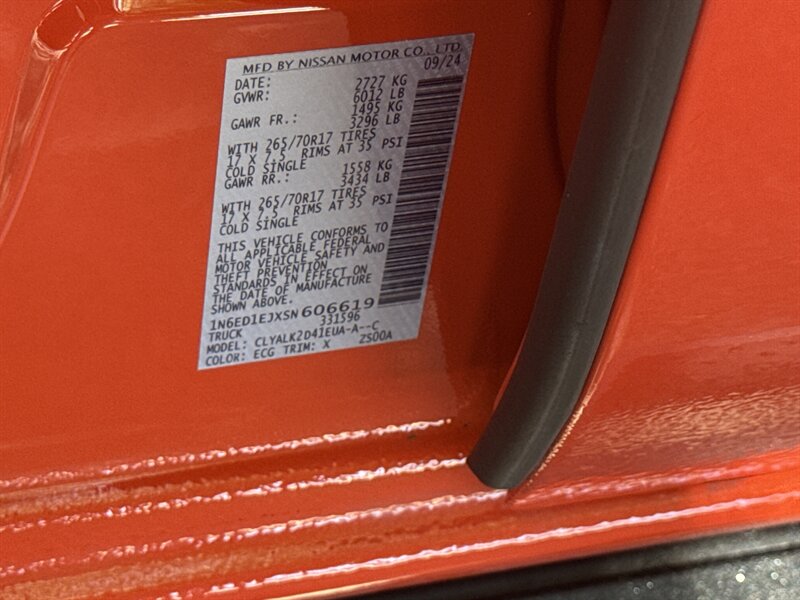 MFD BY NISSAN MOTOR CO., LTD.
DATE: 09/24
GVWR: 2727 KG
6012 LB
GAWR FR.: 1495 KG
3296 LB
WITH 265/70R17 TIRES
17 X 7.5 RIMS AT 35 PSI
COLD SINGLE
GAWR RR.: 1558 KG
3434 LB
WITH 265/70R17 TIRES
17 X 7.5 RIMS AT 35 PSI
COLD SINGLE
THIS VEHICLE CONFORMS TO
ALL APPLICABLE FEDERAL
MOTOR VEHICLE SAFETY AND
THEFT PREVENTION
STANDARDS IN EFFECT ON
THE DATE OF MANUFACTURE
SHOWN ABOVE.
1N6ED1EJXSN606619
TRUCK 331596
MODEL: CLYALK2D41EUA-A--C
COLOR: ECG TRIM: X ZS00A